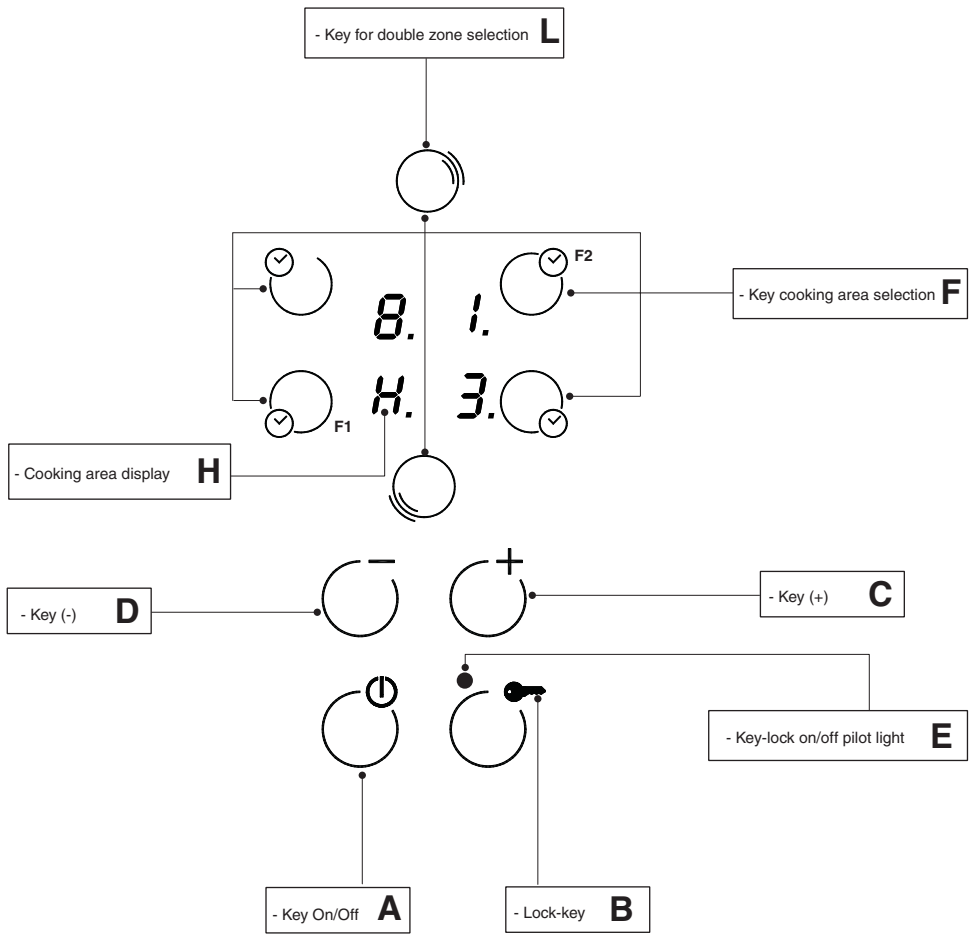 - Key for double zone selection L
F2
- Key cooking area selection F
8. 1.
H. 3.
F1
- Cooking area display H
- +
- Key (-) D
- Key (+) C
- Key-lock on/off pilot light E
- Key On/Off A
- Lock-key B